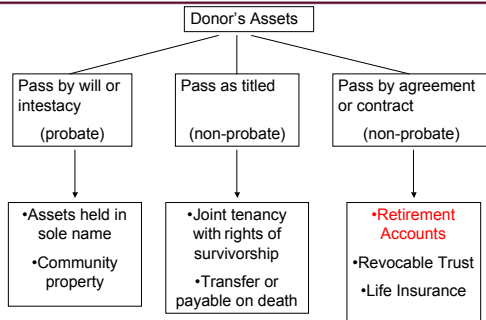 Donor's Assets
Pass by will or
intestacy
(probate)
Pass as titled
(non-probate)
Pass by agreement
or contract
(non-probate)
•Assets held in
sole name
•Community
property
•Joint tenancy
with rights of
survivorship
•Transfer or
payable on death
•Retirement
Accounts
•Revocable Trust
•Life Insurance